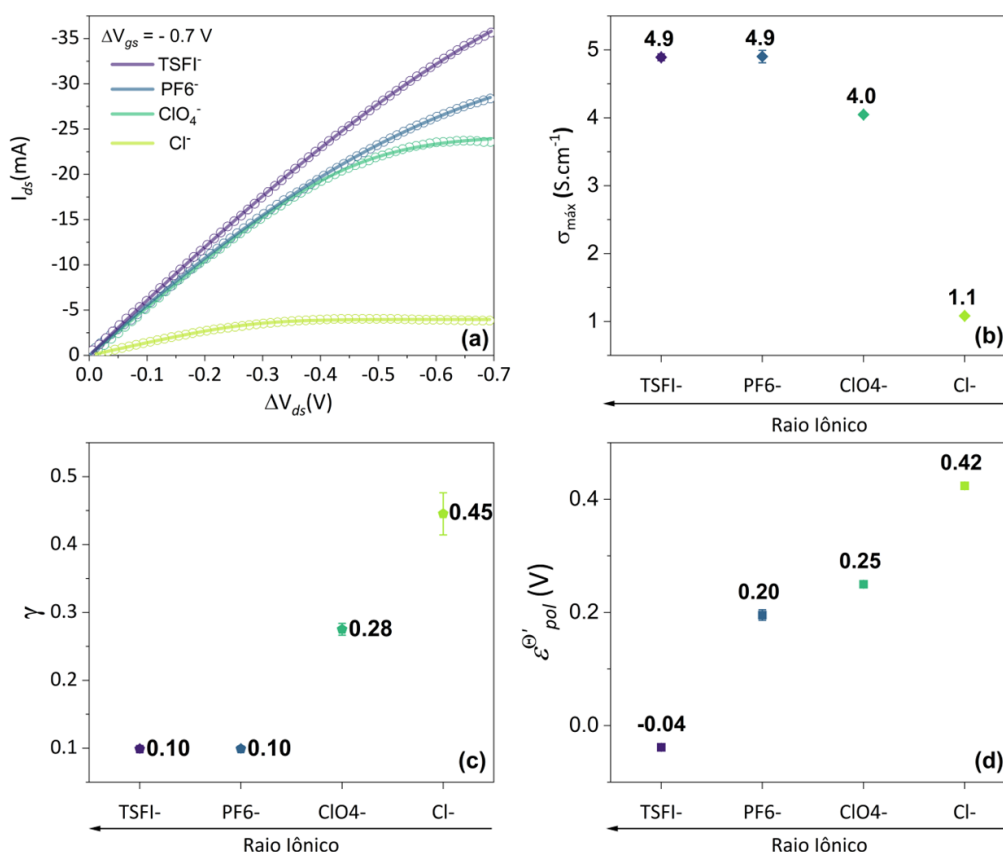 -35
-30
-25
-20
-15
-10
-5
0
I_ds(mA)
ΔV_gs = - 0.7 V
TSFI⁻
PF6⁻
ClO₄⁻
Cl⁻
(a)
0.0 -0.1 -0.2 -0.3 -0.4 -0.5 -0.6 -0.7
ΔV_ds(V)
5
4
3
2
1
σ_máx (S.cm⁻¹)
4.9 4.9
4.0
1.1
(b)
TSFI- PF6- ClO4- Cl-
Raio Iônico
0.5
0.4
0.3
0.2
0.1
γ
0.45
0.28
0.10 0.10
(c)
TSFI- PF6- ClO4- Cl-
Raio Iônico
0.4
0.2
0.0
ε^Θ'_pol (V)
0.42
0.25
0.20
-0.04
(d)
TSFI- PF6- ClO4- Cl-
Raio Iônico